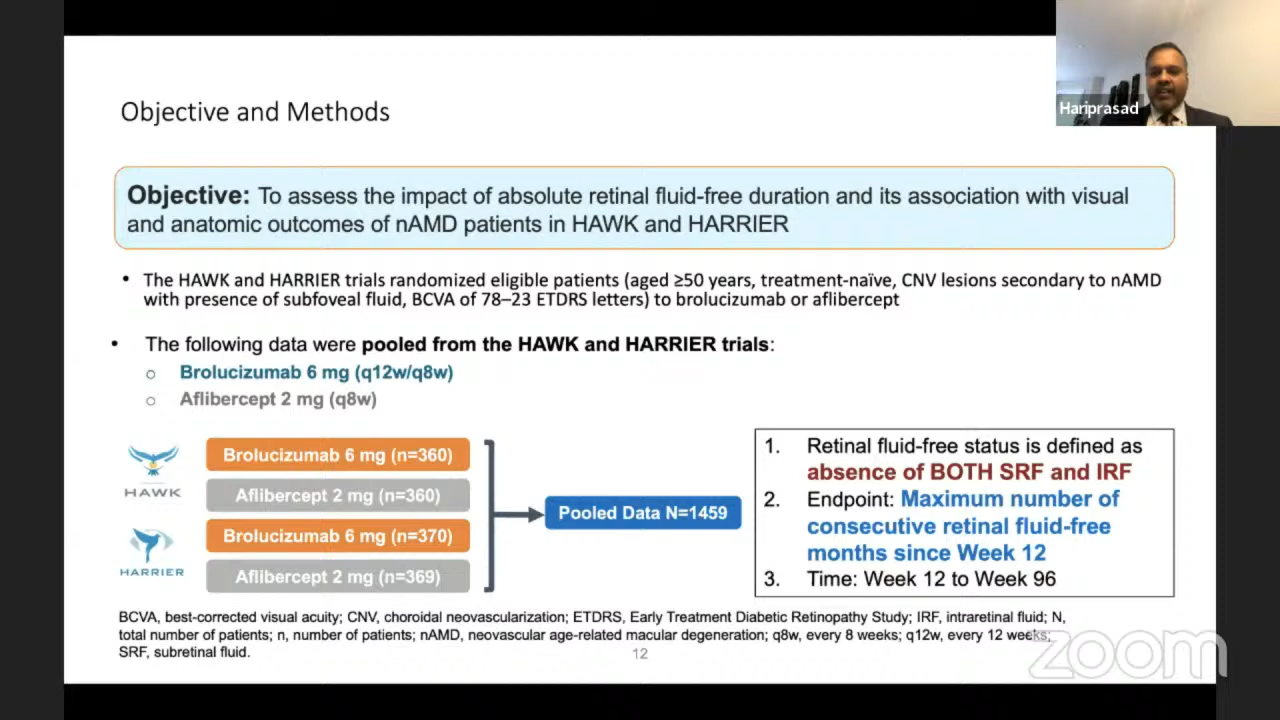 Hariprasad
Objective and Methods
Objective: To assess the impact of absolute retinal fluid-free duration and its association with visual
and anatomic outcomes of nAMD patients in HAWK and HARRIER
• The HAWK and HARRIER trials randomized eligible patients (aged ≥50 years, treatment-naïve, CNV lesions secondary to nAMD
with presence of subfoveal fluid, BCVA of 78–23 ETDRS letters) to brolucizumab or aflibercept
• The following data were pooled from the HAWK and HARRIER trials:
o Brolucizumab 6 mg (q12w/q8w)
o Aflibercept 2 mg (q8w)
HAWK
Brolucizumab 6 mg (n=360)
Aflibercept 2 mg (n=360)
HARRIER
Brolucizumab 6 mg (n=370)
Aflibercept 2 mg (n=369)
Pooled Data N=1459
1. Retinal fluid-free status is defined as
absence of BOTH SRF and IRF
2. Endpoint: Maximum number of
consecutive retinal fluid-free
months since Week 12
3. Time: Week 12 to Week 96
BCVA, best-corrected visual acuity; CNV, choroidal neovascularization; ETDRS, Early Treatment Diabetic Retinopathy Study; IRF, intraretinal fluid; N,
total number of patients; n, number of patients; nAMD, neovascular age-related macular degeneration; q8w, every 8 weeks; q12w, every 12 weeks;
SRF, subretinal fluid.
12
zoom